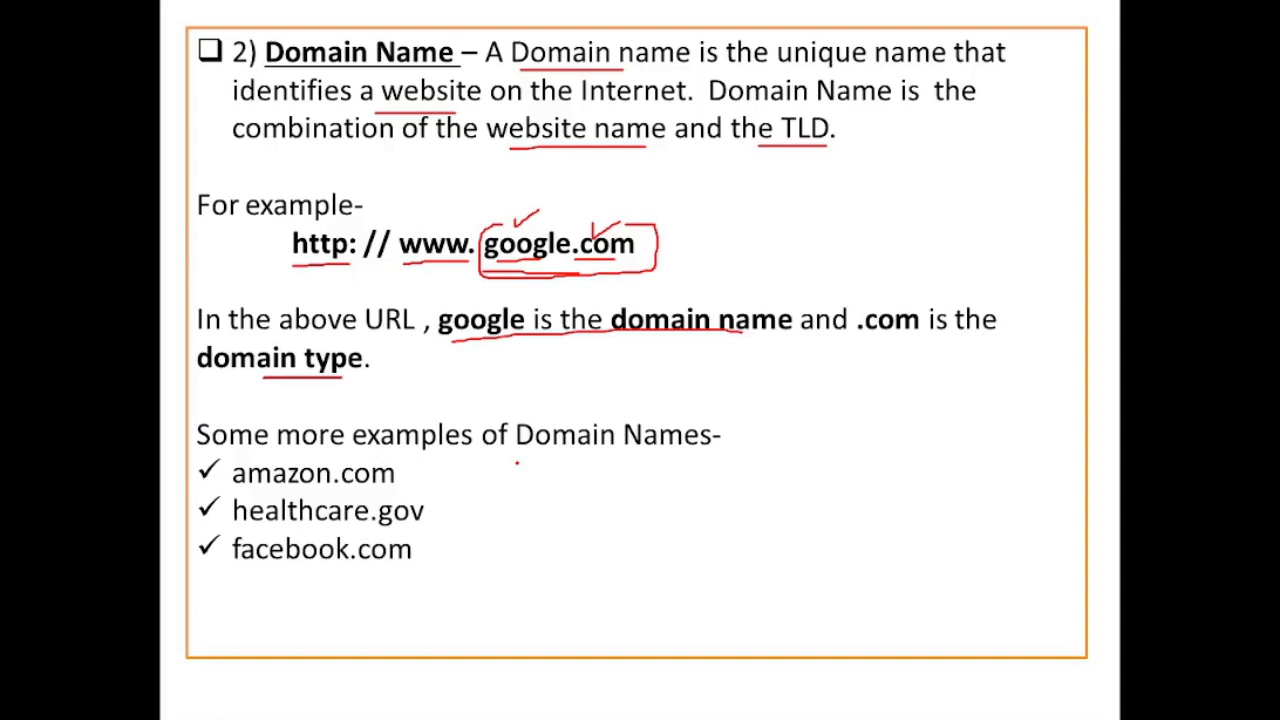 ❑ 2) Domain Name – A Domain name is the unique name that
identifies a website on the Internet. Domain Name is the
combination of the website name and the TLD.
For example-
http: // www. google.com
In the above URL , google is the domain name and .com is the
domain type.
Some more examples of Domain Names-
✓ amazon.com
✓ healthcare.gov
✓ facebook.com